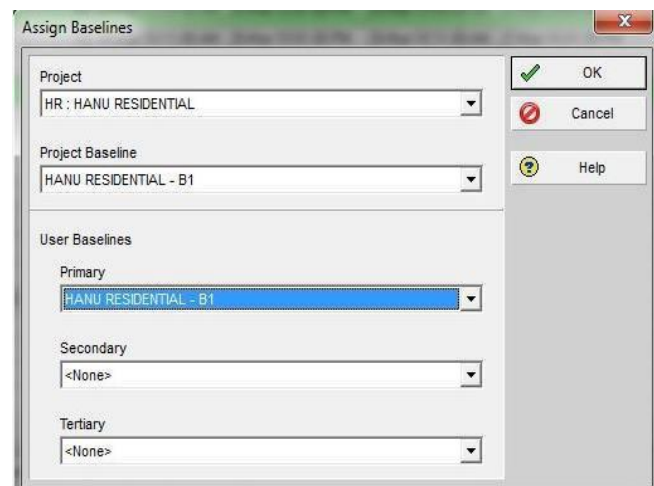 Assign Baselines
Project
HR : HANU RESIDENTIAL
Project Baseline
HANU RESIDENTIAL - B1
User Baselines
Primary
HANU RESIDENTIAL - B1
Secondary
<None>
Tertiary
<None>
OK
Cancel
Help